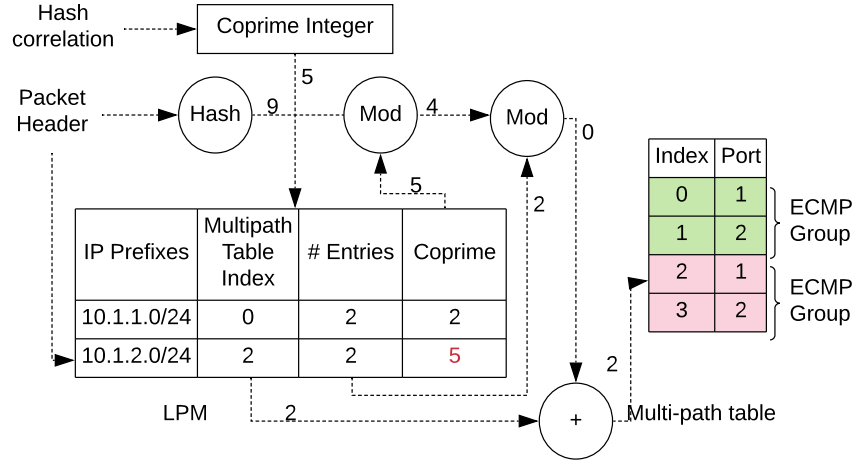 Hash
correlation
Coprime Integer
5
Packet
Header
Hash
9
Mod
4
Mod
0
5
2
IP Prefixes
Multipath
Table
Index
# Entries
Coprime
10.1.1.0/24 0 2 2
10.1.2.0/24 2 2 5
LPM
2
+
2
Multi-path table
Index Port
0 1
1 2
2 1
3 2
ECMP
Group
ECMP
Group